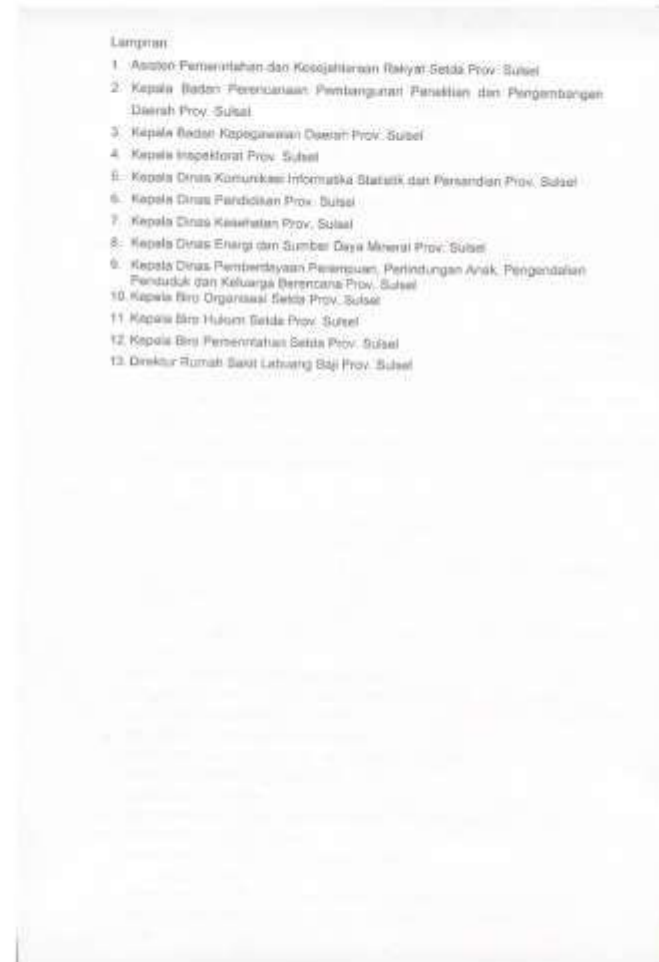 Lampiran
1. Asisten Pemerintahan dan Kesejahteraan Rakyat Setda Prov. Sulsel
2. Kepala Badan Perencanaan Pembangunan Penelitian dan Pengembangan
Daerah Prov. Sulsel
3. Kepala Badan Kepegawaian Daerah Prov. Sulsel
4. Kepala Inspektorat Prov. Sulsel
5. Kepala Dinas Komunikasi Informatika Statistik dan Persandian Prov. Sulsel
6. Kepala Dinas Pendidikan Prov. Sulsel
7. Kepala Dinas Kesehatan Prov. Sulsel
8. Kepala Dinas Energi dan Sumber Daya Mineral Prov. Sulsel
9. Kepala Dinas Pemberdayaan Perempuan, Perlindungan Anak, Pengendalian
Penduduk dan Keluarga Berencana Prov. Sulsel
10. Kepala Biro Organisasi Setda Prov. Sulsel
11. Kepala Biro Hukum Setda Prov. Sulsel
12. Kepala Biro Pemerintahan Setda Prov. Sulsel
13. Direktur Rumah Sakit Labuang Baji Prov. Sulsel